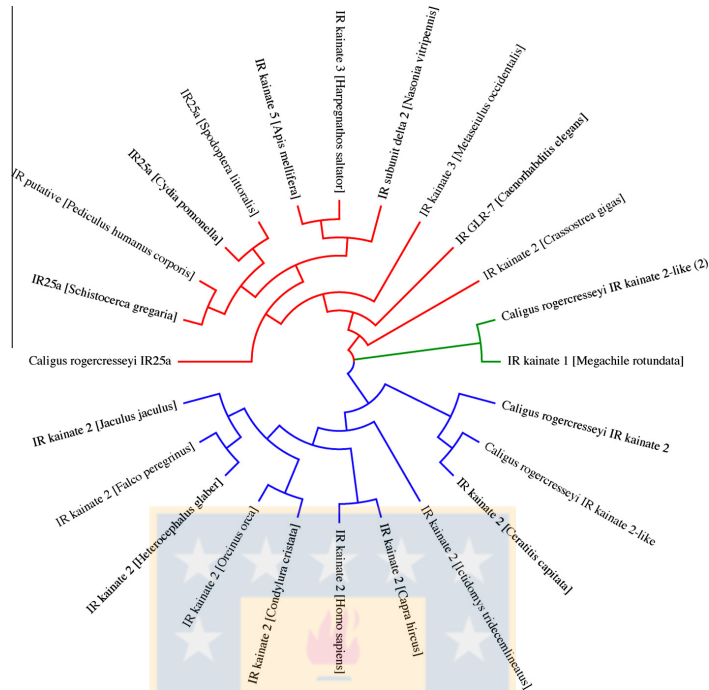 Caligus rogercresseyi IR25a
IR25a [Schistocerca gregaria]
IR putative [Pediculus humanus corporis]
IR25a [Cydia pomonella]
IR25a [Spodoptera littoralis]
IR kainate 5 [Apis mellifera]
IR kainate 3 [Harpegnathos saltator]
IR subunit delta 2 [Nasonia vitripennis]
IR kainate 3 [Metasciulus occidentalis]
IR GLR-7 [Caenorhabditis elegans]
IR kainate 2 [Crassostrea gigas]
Caligus rogercresseyi IR kainate 2-like (2)
IR kainate 1 [Megachile rotundata]
Caligus rogercresseyi IR kainate 2
Caligus rogercresseyi IR kainate 2-like
IR kainate 2 [Ceratitis capitata]
IR kainate 2 [Ictidomys tridecemlineatus]
IR kainate 2 [Capra hircus]
IR kainate 2 [Homo sapiens]
IR kainate 2 [Condylura cristata]
IR kainate 2 [Orcinus orca]
IR kainate 2 [Heterocephalus glaber]
IR kainate 2 [Falco peregrinus]
IR kainate 2 [Jaculus jaculus]